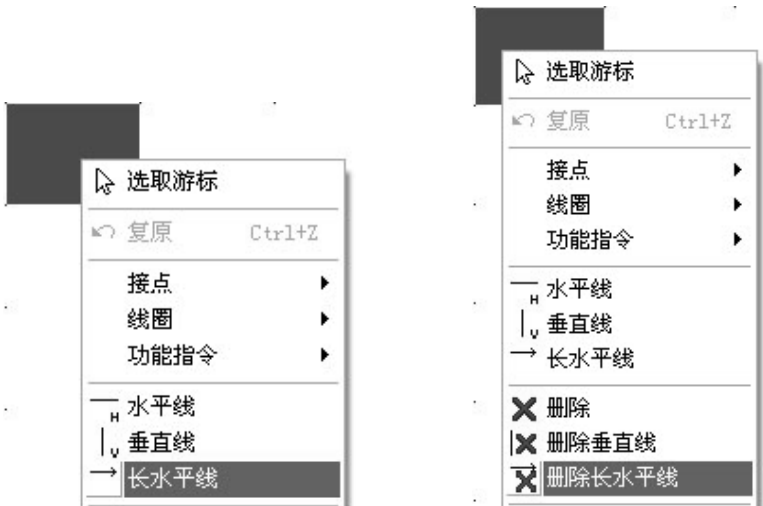 选取游标
复原 Ctrl+Z
接点
线圈
功能指令
水平线
垂直线
长水平线
选取游标
复原 Ctrl+Z
接点
线圈
功能指令
水平线
垂直线
长水平线
删除
删除垂直线
删除长水平线